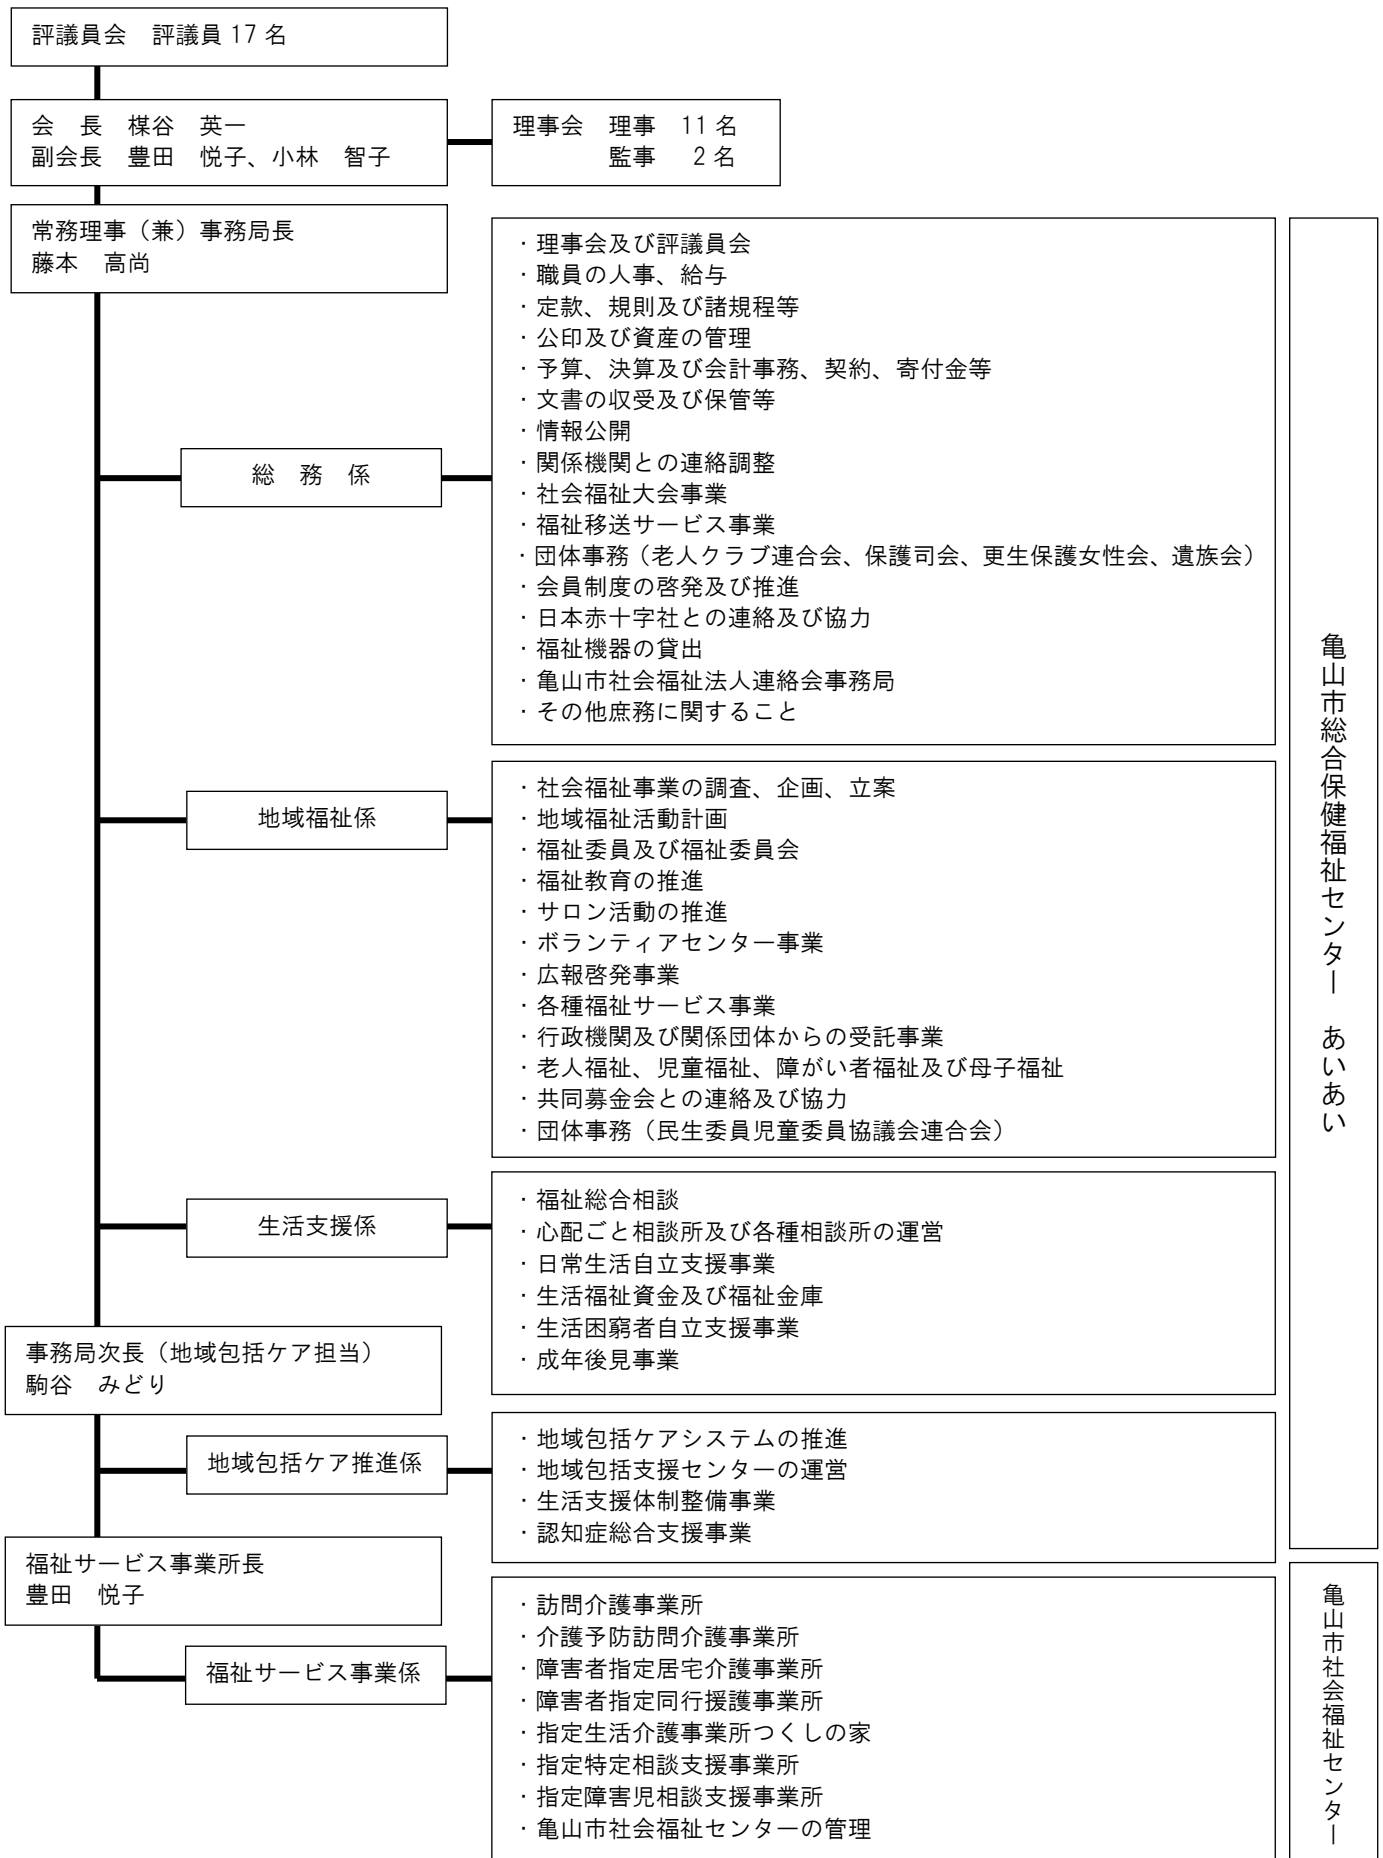 評議員会　評議員 17 名
会　長　楳谷　英一
副会長　豊田　悦子、小林　智子
理事会　理事　11 名
監事　2 名
常務理事（兼）事務局長
藤本　高尚
総　務　係
・理事会及び評議員会
・職員の人事、給与
・定款、規則及び諸規程等
・公印及び資産の管理
・予算、決算及び会計事務、契約、寄付金等
・文書の収受及び保管等
・情報公開
・関係機関との連絡調整
・社会福祉大会事業
・福祉移送サービス事業
・団体事務（老人クラブ連合会、保護司会、更生保護女性会、遺族会）
・会員制度の啓発及び推進
・日本赤十字社との連絡及び協力
・福祉機器の貸出
・亀山市社会福祉法人連絡会事務局
・その他庶務に関すること
地域福祉係
・社会福祉事業の調査、企画、立案
・地域福祉活動計画
・福祉委員及び福祉委員会
・福祉教育の推進
・サロン活動の推進
・ボランティアセンター事業
・広報啓発事業
・各種福祉サービス事業
・行政機関及び関係団体からの受託事業
・老人福祉、児童福祉、障がい者福祉及び母子福祉
・共同募金会との連絡及び協力
・団体事務（民生委員児童委員協議会連合会）
生活支援係
・福祉総合相談
・心配ごと相談所及び各種相談所の運営
・日常生活自立支援事業
・生活福祉資金及び福祉金庫
・生活困窮者自立支援事業
・成年後見事業
事務局次長（地域包括ケア担当）
駒谷　みどり
地域包括ケア推進係
・地域包括ケアシステムの推進
・地域包括支援センターの運営
・生活支援体制整備事業
・認知症総合支援事業
亀山市総合保健福祉センター　あいあい
福祉サービス事業所長
豊田　悦子
福祉サービス事業係
・訪問介護事業所
・介護予防訪問介護事業所
・障害者指定居宅介護事業所
・障害者指定同行援護事業所
・指定生活介護事業所つくしの家
・指定特定相談支援事業所
・指定障害児相談支援事業所
・亀山市社会福祉センターの管理
亀山市社会福祉センター